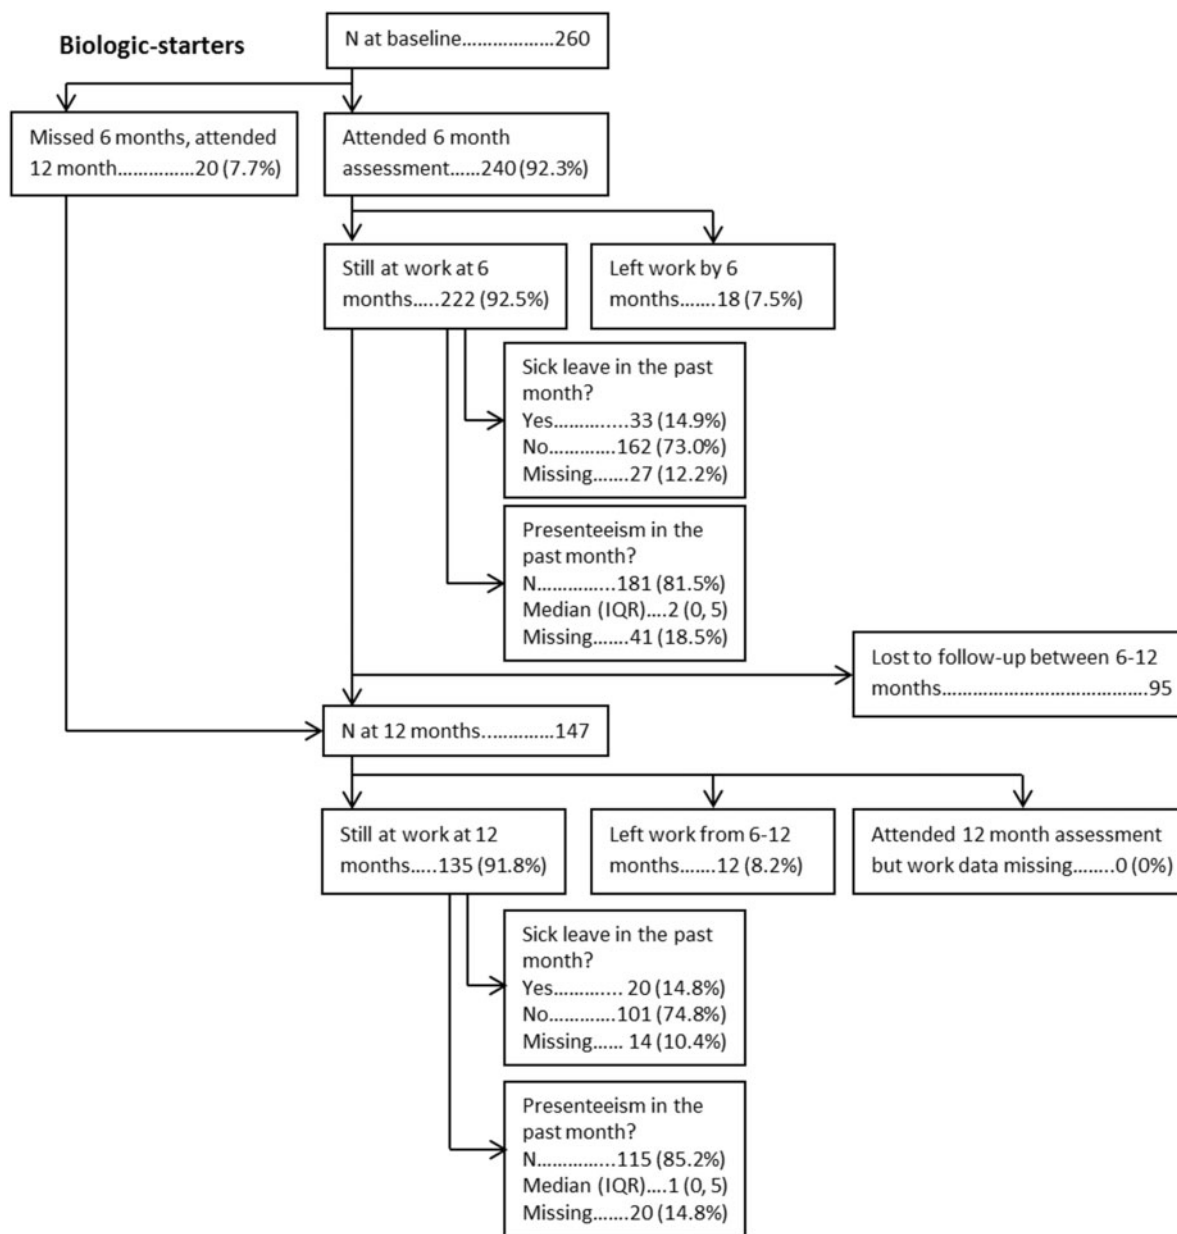 Biologic-starters
N at baseline………………260
Missed 6 months, attended
12 month……………20 (7.7%)
Attended 6 month
assessment……240 (92.3%)
Still at work at 6
months…..222 (92.5%)
Left work by 6
months…….18 (7.5%)
Sick leave in the past
month?
Yes……….....33 (14.9%)
No………….162 (73.0%)
Missing…….27 (12.2%)
Presenteeism in the
past month?
N…………...181 (81.5%)
Median (IQR)….2 (0, 5)
Missing…….41 (18.5%)
Lost to follow-up between 6-12
months………………………………….95
N at 12 months..…………147
Still at work at 12
months…..135 (91.8%)
Left work from 6-12
months…….12 (8.2%)
Attended 12 month assessment
but work data missing……..0 (0%)
Sick leave in the past
month?
Yes……….... 20 (14.8%)
No………….101 (74.8%)
Missing…… 14 (10.4%)
Presenteeism in the
past month?
N…………...115 (85.2%)
Median (IQR)….1 (0, 5)
Missing…….20 (14.8%)